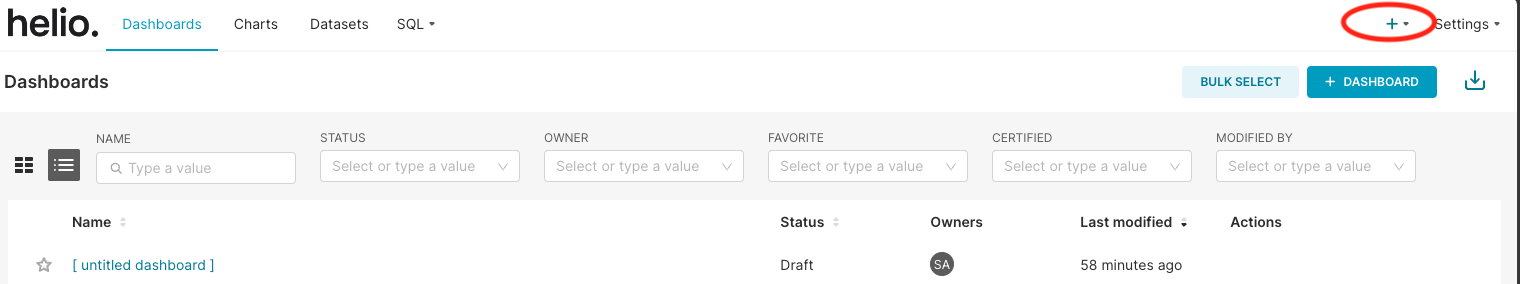 helio. Dashboards Charts Datasets SQL + Settings
Dashboards BULK SELECT + DASHBOARD
NAME STATUS OWNER FAVORITE CERTIFIED MODIFIED BY
Type a value Select or type a value Select or type a value Select or type a value Select or type a value Select or type a value
Name Status Owners Last modified Actions
[ untitled dashboard ] Draft SA 58 minutes ago